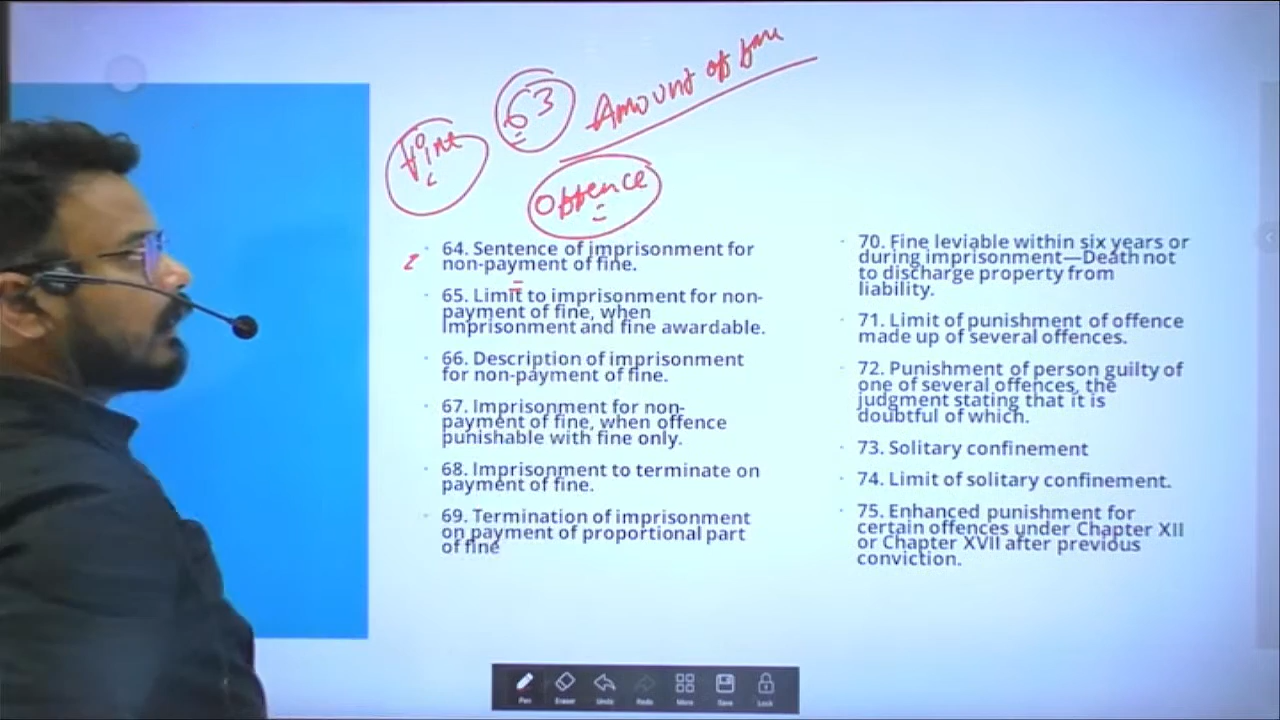 63
Amount of fine
Fine
Offence
64. Sentence of imprisonment for
non-payment of fine.
65. Limit to imprisonment for non-
payment of fine, when
imprisonment and fine awardable.
66. Description of imprisonment
for non-payment of fine.
67. Imprisonment for non-
payment of fine, when offence
punishable with fine only.
68. Imprisonment to terminate on
payment of fine.
69. Termination of imprisonment
on payment of proportional part
of fine
70. Fine leviable within six years or
during imprisonment—Death not
to discharge property from
liability.
71. Limit of punishment of offence
made up of several offences.
72. Punishment of person guilty of
one of several offences, the
judgment stating that it is
doubtful of which.
73. Solitary confinement
74. Limit of solitary confinement.
75. Enhanced punishment for
certain offences under Chapter XII
or Chapter XVII after previous
conviction.
Pen Eraser Undo Redo More Save Lock